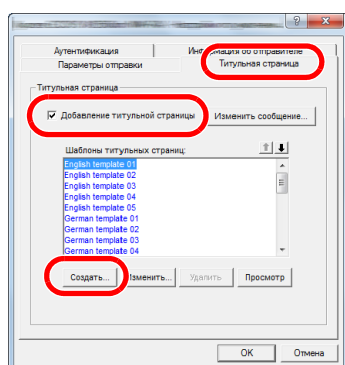 Аутентификация Информация об отправителе
Параметры отправки Титульная страница
Титульная страница
Добавление титульной страницы Изменить сообщение...
Шаблоны титульных страниц:
English template 01
English template 02
English template 03
English template 04
English template 05
German template 01
German template 02
German template 03
German template 04
Создать... Изменить... Удалить Просмотр
OK Отмена